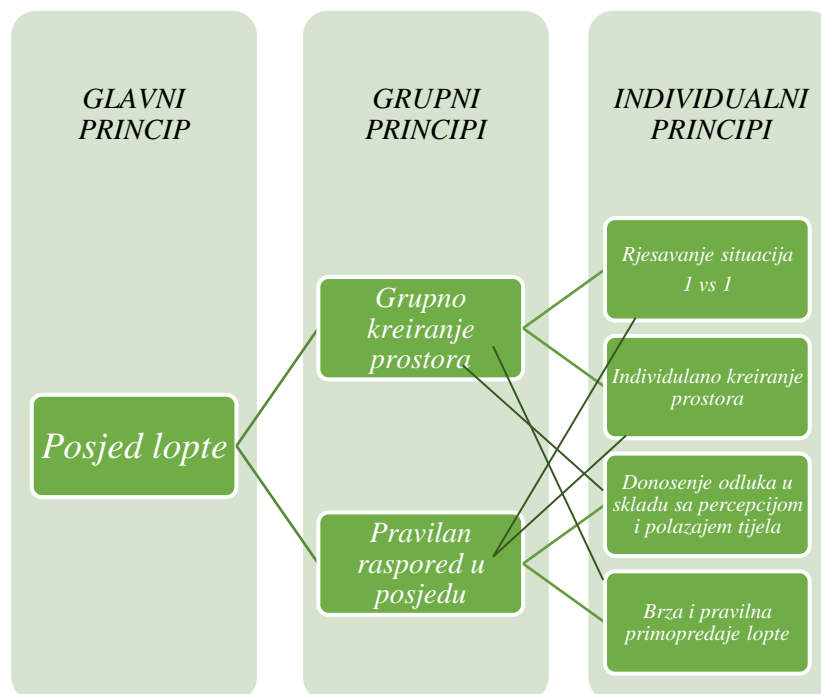 GLAVNI
PRINCIP
GRUPNI
PRINCIPI
INDIVIDUALNI
PRINCIPI
Posjed lopte
Grupno
kreiranje
prostora
Pravilan
raspored u
posjedu
Rjesavanje situacija
1 vs 1
Individulano kreiranje
prostora
Donosenje odluka u
skladu sa percepcijom
i polazajem tijela
Brza i pravilna
primopredaje lopte